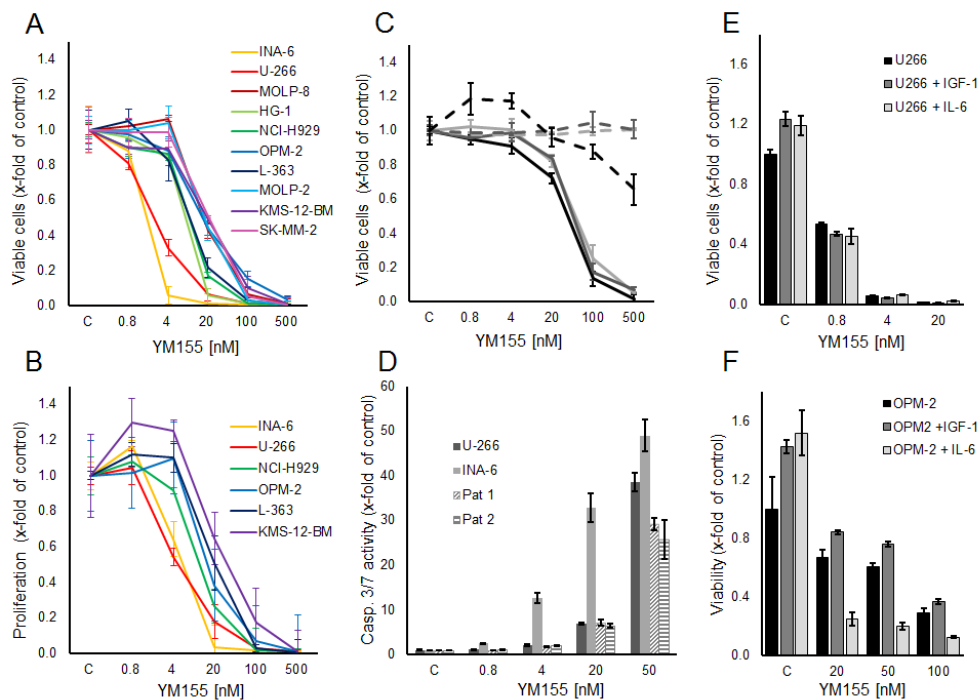 A
Viable cells (x-fold of control)
1.4
1.2
1.0
0.8
0.6
0.4
0.2
0.0
C 0.8 4 20 100 500
YM155 [nM]
INA-6
U-266
MOLP-8
HG-1
NCI-H929
OPM-2
L-363
MOLP-2
KMS-12-BM
SK-MM-2
C
Viable cells (x-fold of control)
1.4
1.2
1.0
0.8
0.6
0.4
0.2
0.0
C 0.8 4 20 100 500
YM155 [nM]
E
Viable cells (x-fold of control)
1.6
1.2
0.8
0.4
0.0
C 0.8 4 20
YM155 [nM]
U266
U266 + IGF-1
U266 + IL-6
B
Proliferation (x-fold of control)
1.4
1.2
1.0
0.8
0.6
0.4
0.2
0.0
C 0.8 4 20 100 500
YM155 [nM]
INA-6
U-266
NCI-H929
OPM-2
L-363
KMS-12-BM
D
Casp. 3/7 activity (x-fold of control)
60
50
40
30
20
10
0
C 0.8 4 20 50
YM155 [nM]
U-266
INA-6
Pat 1
Pat 2
F
Viability (x-fold of control)
1.6
1.2
0.8
0.4
0.0
C 20 50 100
YM155 [nM]
OPM-2
OPM2 +IGF-1
OPM-2 + IL-6